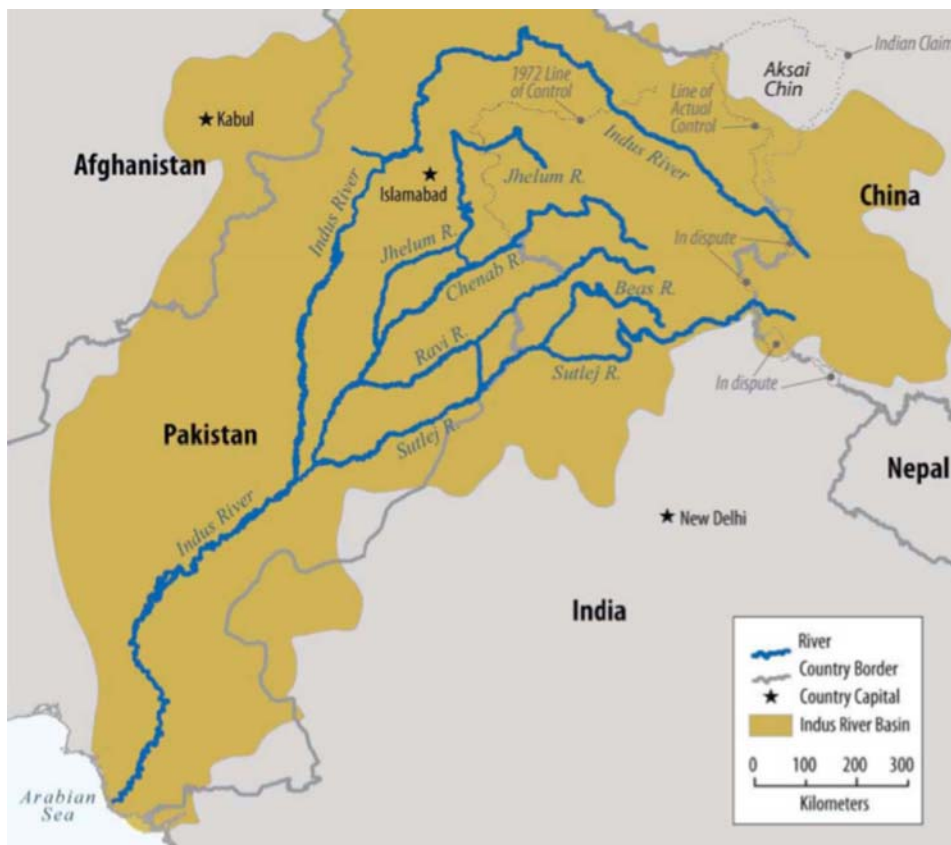 Indian Claim
Aksai
Chin
1972 Line
of Control
Line of
Actual
Control
Kabul
Afghanistan
Islamabad
Indus River
Indus River
Jhelum R.
China
Jhelum R.
In dispute
Chenab R.
Beas R.
Ravi R.
Sutlej R.
In dispute
Pakistan
Sutlej R.
Nepal
Indus River
New Delhi
India
River
Country Border
Country Capital
Indus River Basin
0 100 200 300
Kilometers
Arabian
Sea